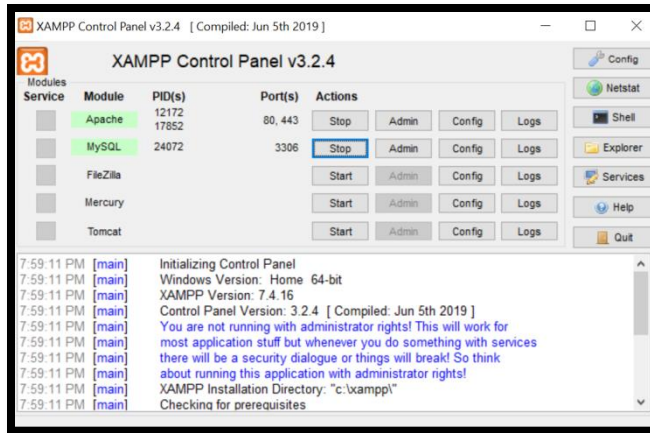 XAMPP Control Panel v3.2.4 [ Compiled: Jun 5th 2019 ]
XAMPP Control Panel v3.2.4
Config
Modules
Service Module PID(s) Port(s) Actions
Netstat
Apache 12172 17852 80, 443 Stop Admin Config Logs
Shell
MySQL 24072 3306 Stop Admin Config Logs
Explorer
FileZilla Start Admin Config Logs
Services
Mercury Start Admin Config Logs
Help
Tomcat Start Admin Config Logs
Quit
7:59:11 PM [main] Initializing Control Panel
7:59:11 PM [main] Windows Version: Home 64-bit
7:59:11 PM [main] XAMPP Version: 7.4.16
7:59:11 PM [main] Control Panel Version: 3.2.4 [ Compiled: Jun 5th 2019 ]
7:59:11 PM [main] You are not running with administrator rights! This will work for
7:59:11 PM [main] most application stuff but whenever you do something with services
7:59:11 PM [main] there will be a security dialogue or things will break! So think
7:59:11 PM [main] about running this application with administrator rights!
7:59:11 PM [main] XAMPP Installation Directory: "c:\xampp\"
7:59:11 PM [main] Checking for prerequisites